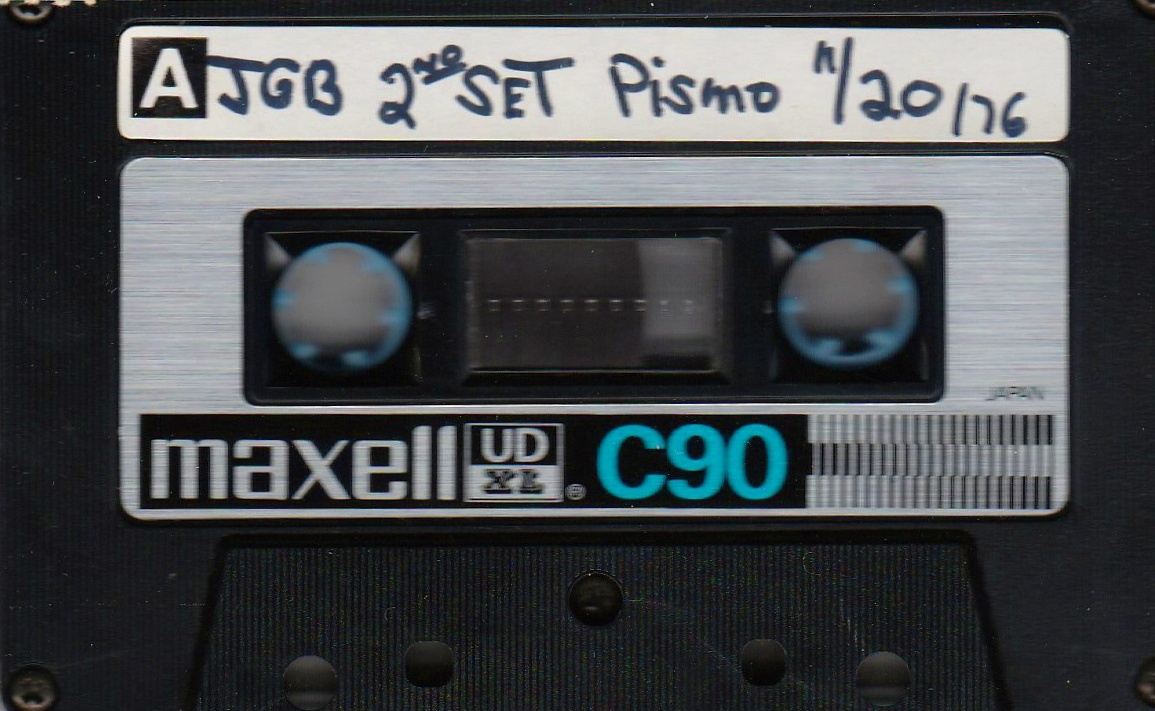 A JGB 2ND SET Pismo 11/20/76
JAPAN
maxell UD XL ® C90